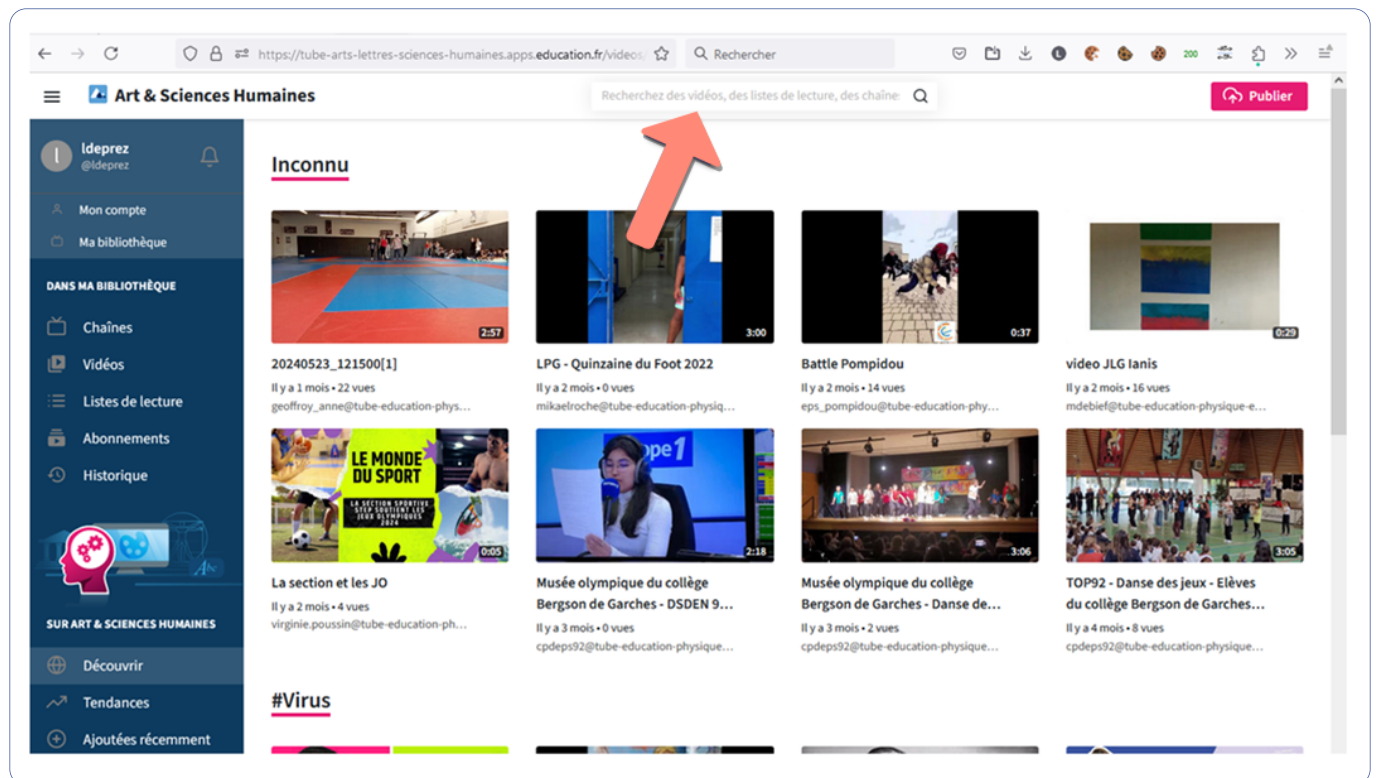 https://tube-arts-lettres-sciences-humaines.apps.education.fr/videos/
Rechercher
200
Art & Sciences Humaines
Recherchez des vidéos, des listes de lecture, des chaîne
Publier
l
ldeprez
@ldeprez
Mon compte
Ma bibliothèque
DANS MA BIBLIOTHÈQUE
Chaînes
Vidéos
Listes de lecture
Abonnements
Historique
Abc
SUR ART & SCIENCES HUMAINES
Découvrir
Tendances
Ajoutées récemment
Inconnu
2:57
3:00
0:37
0:29
20240523_121500[1]
Il y a 1 mois • 22 vues
geoffroy_anne@tube-education-phys...
LPG - Quinzaine du Foot 2022
Il y a 2 mois • 0 vues
mikaelroche@tube-education-physiq...
Battle Pompidou
Il y a 2 mois • 14 vues
eps_pompidou@tube-education-phy...
video JLG Ianis
Il y a 2 mois • 16 vues
mdebief@tube-education-physique-e...
LE MONDE
DU SPORT
LA SECTION SPORTIVE
STEP SOUTIENT LES
JEUX OLYMPIQUES
2024
0:05
ope 1
2:18
3:06
3:05
La section et les JO
Il y a 2 mois • 4 vues
virginie.poussin@tube-education-ph...
Musée olympique du collège
Bergson de Garches - DSDEN 9...
Il y a 3 mois • 0 vues
cpdeps92@tube-education-physique...
Musée olympique du collège
Bergson de Garches - Danse de...
Il y a 3 mois • 2 vues
cpdeps92@tube-education-physique...
TOP92 - Danse des jeux - Elèves
du collège Bergson de Garches...
Il y a 4 mois • 8 vues
cpdeps92@tube-education-physique...
#Virus